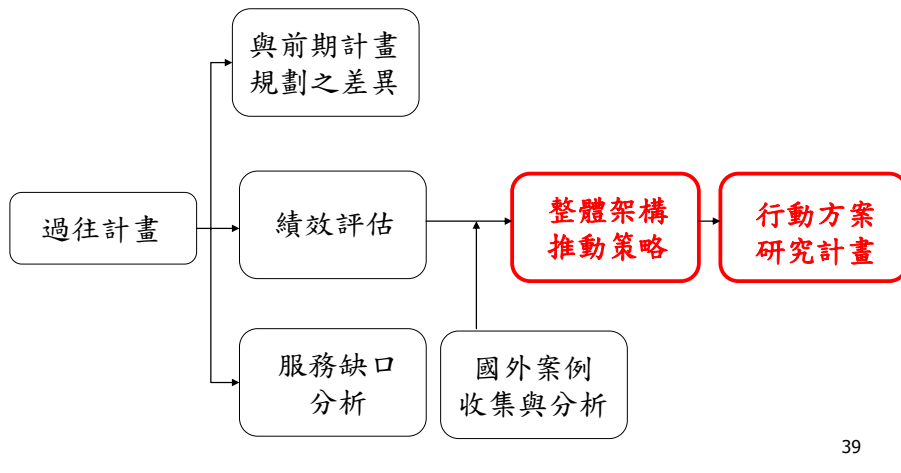 與前期計畫
規劃之差異
過往計畫
績效評估
整體架構
推動策略
行動方案
研究計畫
服務缺口
分析
國外案例
收集與分析
39